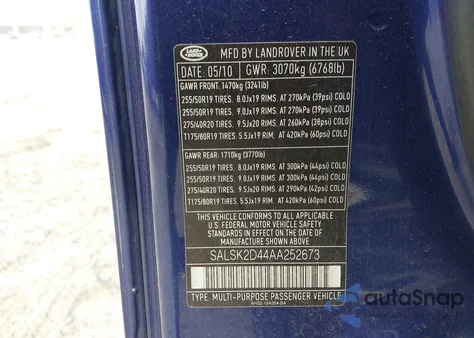 LAND ROVER
MFD BY LANDROVER IN THE UK
DATE: 05/10 GWR: 3070kg (6768lb)
GAWR FRONT: 1470kg (3241lb)
255/50R19 TIRES. 8.0Jx19 RIMS. AT 270kPa (39psi) COLD
255/50R19 TIRES. 9.0Jx19 RIMS. AT 270kPa (39psi) COLD
275/40R20 TIRES. 9.5Jx20 RIMS. AT 260kPa (38psi) COLD
T175/80R19 TIRES. 5.5Jx19 RIM. AT 420kPa (60psi) COLD
GAWR REAR: 1710kg (3770lb)
255/50R19 TIRES. 8.0Jx19 RIMS. AT 300kPa (44psi) COLD
255/50R19 TIRES. 9.0Jx19 RIMS. AT 300kPa (44psi) COLD
275/40R20 TIRES. 9.5Jx20 RIMS. AT 290kPa (42psi) COLD
T175/80R19 TIRES. 5.5Jx19 RIM. AT 420kPa (60psi) COLD
THIS VEHICLE CONFORMS TO ALL APPLICABLE
U.S. FEDERAL MOTOR VEHICLE SAFETY
STANDARDS IN EFFECT ON THE DATE OF
MANUFACTURE SHOWN ABOVE
SALSK2D44AA252673
TYPE: MULTI-PURPOSE PASSENGER VEHICLE
autoSnap